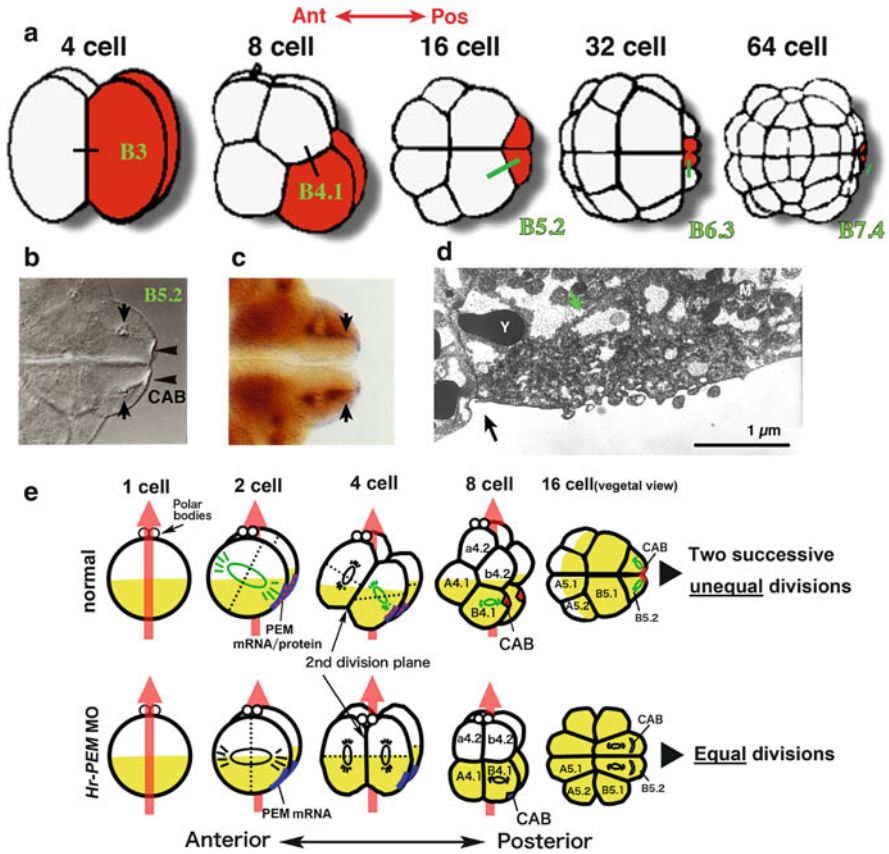 Ant Pos
a
4 cell 8 cell 16 cell 32 cell 64 cell
B3
B4.1
B5.2
B6.3
B7.4
b B5.2
CAB
c
d
Y
M
1 µm
e
1 cell 2 cell 4 cell 8 cell 16 cell(vegetal view)
normal
Polar
bodies
PEM
mRNA/protein
2nd division plane
a4.2
b4.2
A4.1
B4.1
CAB
A5.1
A5.2
B5.1
CAB
B5.2
Two successive
unequal divisions
Hr-PEM MO
PEM mRNA
a4.2 b4.2
A4.1 B4.1
CAB
A5.1
A5.2 B5.1
CAB
B5.2
Equal divisions
Anterior Posterior